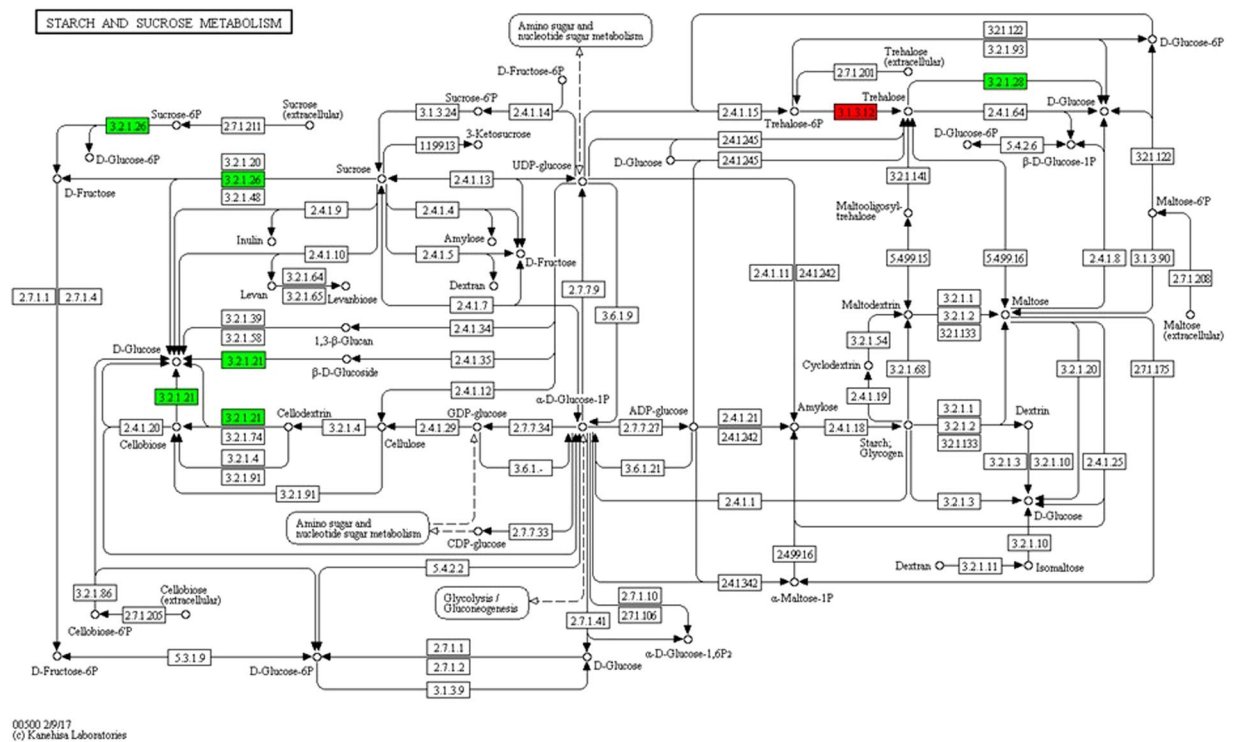 STARCH AND SUCROSE METABOLISM
Amino sugar and
nucleotide sugar metabolism
3.2.1.122
3.2.1.93
D-Glucose-6P
D-Fructose-6P
2.7.1.201
Trehalose
(extracellular)
3.2.1.28
Sucrose-6P
Sucrose
(extracellular)
Sucrose-6'P
3.1.3.24
2.4.1.14
2.4.1.15
Trehalose-6P
3.1.3.12
Trehalose
2.4.1.64
D-Glucose
3.2.1.26
2.7.1.211
D-Glucose-6P
3-Ketosucrose
1.1.99.13
UDP-glucose
2.4.1.245
D-Glucose
2.4.1.245
D-Glucose-6P
5.4.2.6
β-D-Glucose-1P
3.2.1.122
3.2.1.20
3.2.1.26
3.2.1.48
D-Fructose
Sucrose
2.4.1.13
3.2.1.141
2.4.1.9
2.4.1.4
Inulin
Amylose
Maltooligosyl-
trehalose
Maltose-6'P
2.4.1.10
2.4.1.5
D-Fructose
5.4.99.15
5.4.99.16
2.4.1.8
3.1.3.90
2.7.1.208
3.2.1.64
3.2.1.65
Levan
Levanbiose
Dextran
2.4.1.11
2.4.1.242
2.7.1.1
2.7.1.4
2.7.7.9
2.4.1.7
3.6.1.9
Maltodextrin
3.2.1.1
3.2.1.2
3.2.1.133
Maltose
Maltose
(extracellular)
3.2.1.39
3.2.1.58
1,3-β-Glucan
2.4.1.34
3.2.1.54
D-Glucose
3.2.1.21
β-D-Glucoside
2.4.1.35
Cyclodextrin
3.2.1.68
3.2.1.20
2.7.1.175
3.2.1.21
2.4.1.12
α-D-Glucose-1P
2.4.1.19
3.2.1.21
3.2.1.74
3.2.1.4
3.2.1.91
2.4.1.20
Cellobiose
Cellodextrin
3.2.1.4
Cellulose
2.4.1.29
GDP-glucose
2.7.7.34
2.7.7.27
ADP-glucose
2.4.1.21
2.4.1.242
Amylose
2.4.1.18
Starch;
Glycogen
3.2.1.1
3.2.1.2
3.2.1.133
Dextrin
3.6.1.-
3.6.1.21
3.2.1.3
3.2.1.10
2.4.1.25
3.2.1.91
2.4.1.1
3.2.1.3
D-Glucose
Amino sugar and
nucleotide sugar metabolism
CDP-glucose
2.7.7.33
2.4.99.16
3.2.1.10
5.4.2.2
Dextran
3.2.1.11
Isomaltose
2.4.1.342
α-Maltose-1P
3.2.1.86
Cellobiose
(extracellular)
2.7.1.205
Cellobiose-6'P
Glycolysis /
Gluconeogenesis
2.7.1.10
2.7.1.106
2.7.1.41
α-D-Glucose-1,6P2
D-Fructose-6P
5.3.1.9
D-Glucose-6P
2.7.1.1
2.7.1.2
D-Glucose
3.1.3.9
00500 2/9/17
(c) Kanehisa Laboratories